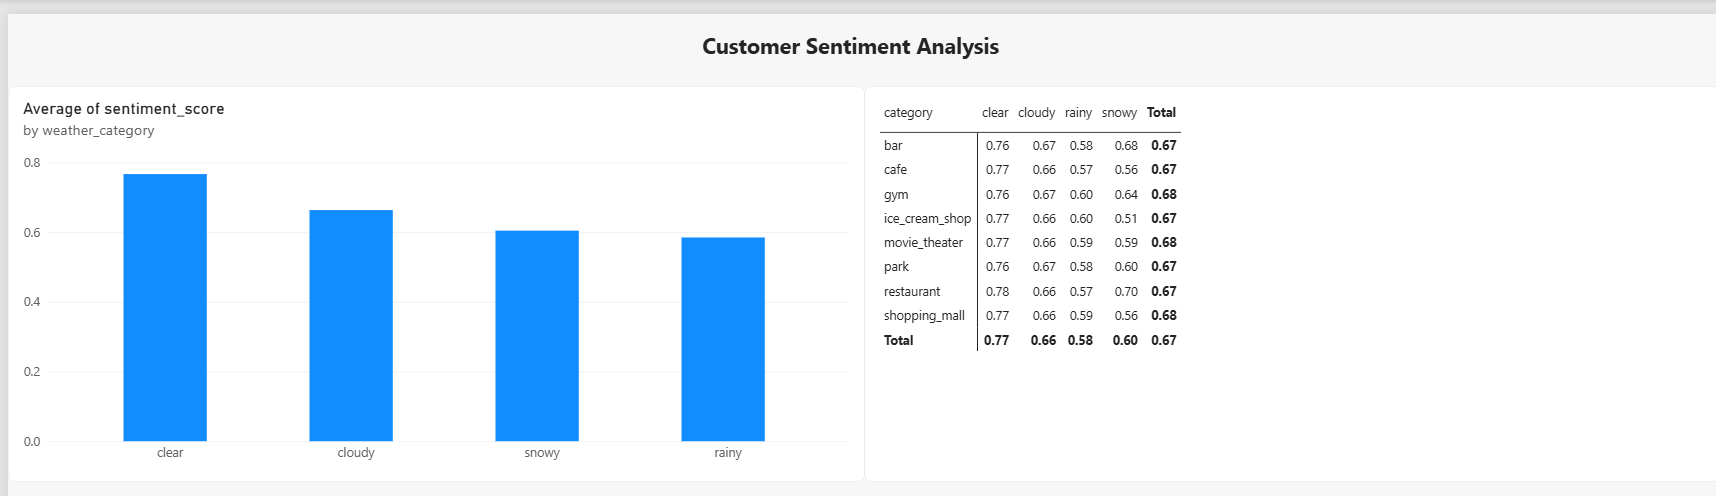 Customer Sentiment Analysis
Average of sentiment_score
by weather_category
0.8
0.6
0.4
0.2
0.0
clear cloudy snowy rainy
category clear cloudy rainy snowy Total
bar 0.76 0.67 0.58 0.68 0.67
cafe 0.77 0.66 0.57 0.56 0.67
gym 0.76 0.67 0.60 0.64 0.68
ice_cream_shop 0.77 0.66 0.60 0.51 0.67
movie_theater 0.77 0.66 0.59 0.59 0.68
park 0.76 0.67 0.58 0.60 0.67
restaurant 0.78 0.66 0.57 0.70 0.67
shopping_mall 0.77 0.66 0.59 0.56 0.68
Total 0.77 0.66 0.58 0.60 0.67